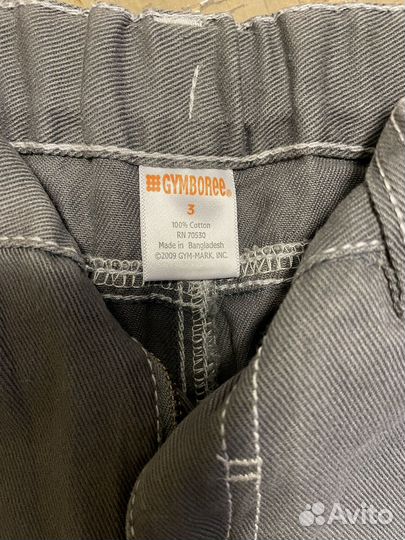 GYMBOREE®
3
100% Cotton
RN 70530
Made in Bangladesh
©2009 GYM-MARK, INC.
Avito